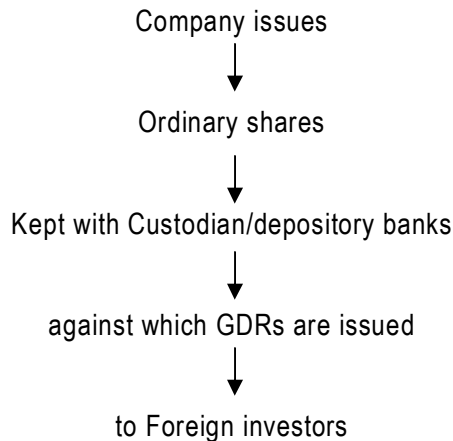 Company issues
Ordinary shares
Kept with Custodian/depository banks
against which GDRs are issued
to Foreign investors